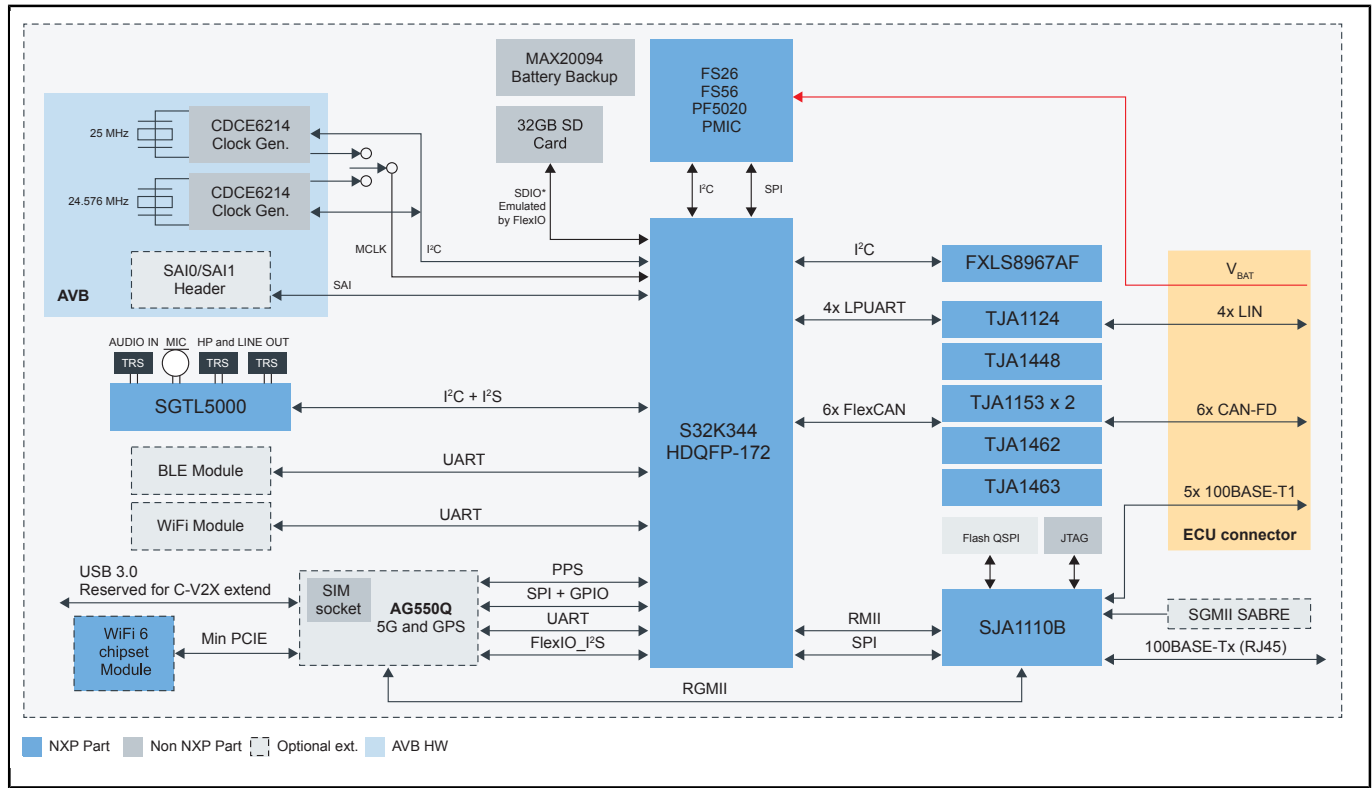 MAX20094
Battery Backup
32GB SD
Card
SDIO*
Emulated
by FlexIO
FS26
FS56
PF5020
PMIC
I²C
SPI
25 MHz
CDCE6214
Clock Gen.
24.576 MHz
CDCE6214
Clock Gen.
MCLK
I²C
SAI0/SAI1
Header
AVB
SAI
AUDIO IN
MIC
HP and LINE OUT
TRS
TRS
TRS
SGTL5000
I²C + I²S
BLE Module
UART
WiFi Module
UART
USB 3.0
Reserved for C-V2X extend
SIM
socket
AG550Q
5G and GPS
WiFi 6
chipset
Module
Min PCIE
PPS
SPI + GPIO
UART
FlexIO_I²S
RGMII
S32K344
HDQFP-172
I²C
FXLS8967AF
4x LPUART
TJA1124
TJA1448
6x FlexCAN
TJA1153 x 2
TJA1462
TJA1463
Flash QSPI
JTAG
RMII
SPI
SJA1110B
VBAT
4x LIN
6x CAN-FD
5x 100BASE-T1
ECU connector
SGMII SABRE
100BASE-Tx (RJ45)
NXP Part
Non NXP Part
Optional ext.
AVB HW